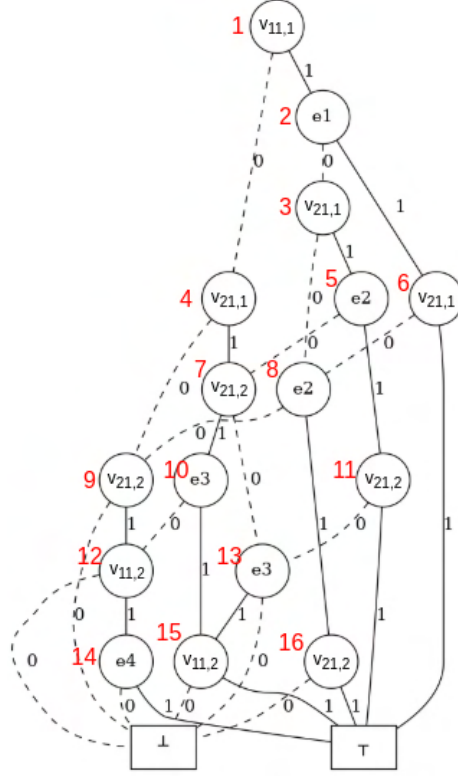 1 v11,1
1
2 e1
0 0
3 v21,1 1
1
4 v21,1 5 e2 6 v21,1
0
1 0 0
7 v21,2 8 e2
0 1
0 1
9 v21,2 10 e3 0 11 v21,2
1 0 1 0 1
12 v11,2 13 e3
1
0 0 1 1 1
14 e4 15 v11,2 16 v21,2
0
0 1 0 0 1 1
⊥ ⊤